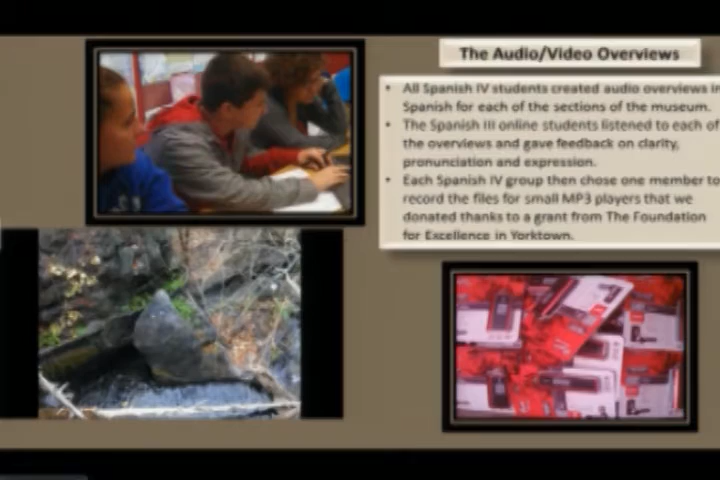 The Audio/Video Overviews
• All Spanish IV students created audio overviews in
Spanish for each of the sections of the museum.
• The Spanish III online students listened to each of
the overviews and gave feedback on clarity,
pronunciation and expression.
• Each Spanish IV group then chose one member to
record the files for small MP3 players that we
donated thanks to a grant from The Foundation
for Excellence in Yorktown.